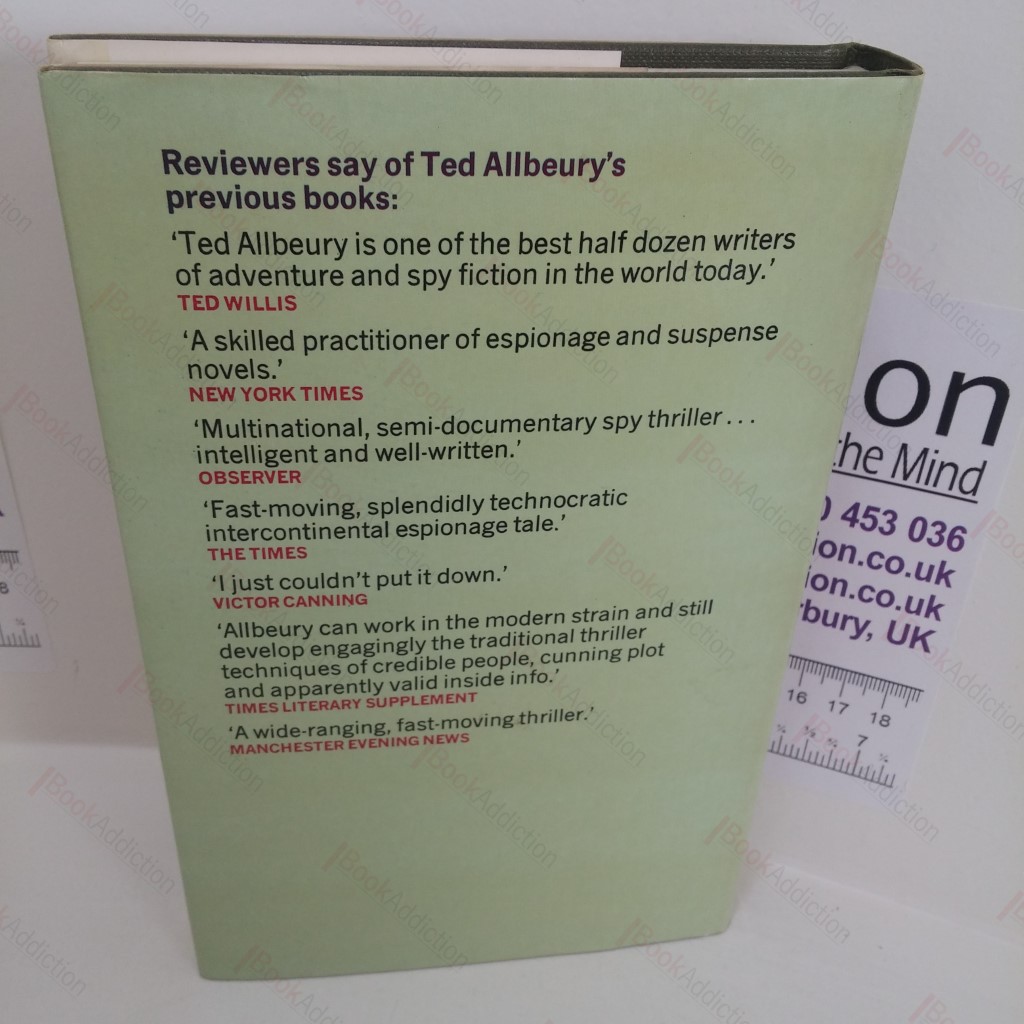 Reviewers say of Ted Allbeury's
previous books:
'Ted Allbeury is one of the best half dozen writers
of adventure and spy fiction in the world today.'
TED WILLIS
'A skilled practitioner of espionage and suspense
novels.'
NEW YORK TIMES
'Multinational, semi-documentary spy thriller...
intelligent and well-written.'
OBSERVER
'Fast-moving, splendidly technocratic
intercontinental espionage tale.'
THE TIMES
'I just couldn't put it down.'
VICTOR CANNING
'Allbeury can work in the modern strain and still
develop engagingly the traditional thriller
techniques of credible people, cunning plot
and apparently valid inside info.'
TIMES LITERARY SUPPLEMENT
'A wide-ranging, fast-moving thriller.'
MANCHESTER EVENING NEWS
on
the Mind
453 036
ion.co.uk
ion.co.uk
bury, UK
16 17 18
7
BookAddiction